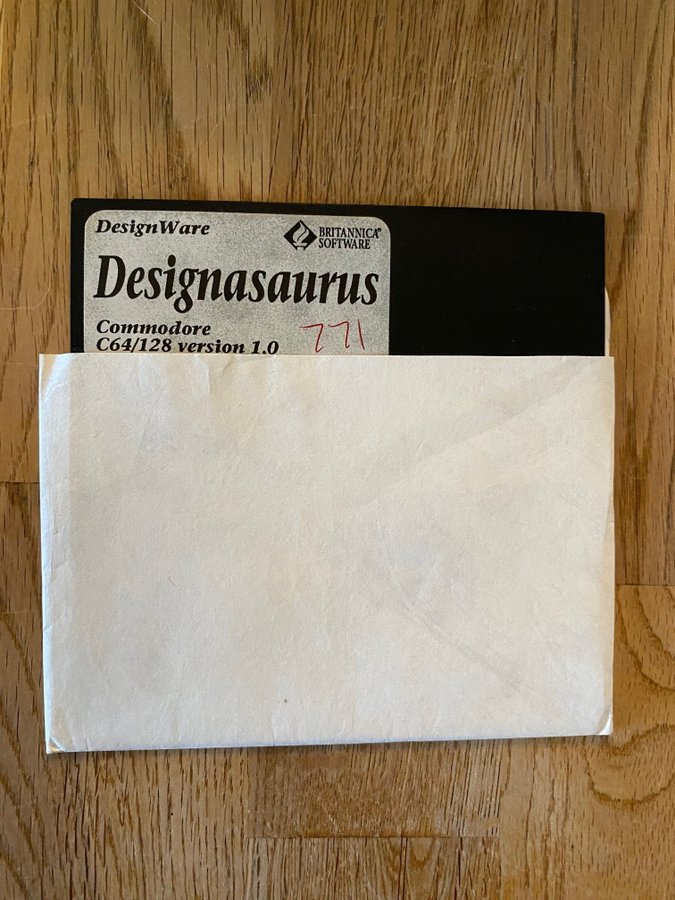 DesignWare
BRITANNICA®
SOFTWARE
Designasaurus
Commodore
C64/128 version 1.0
771